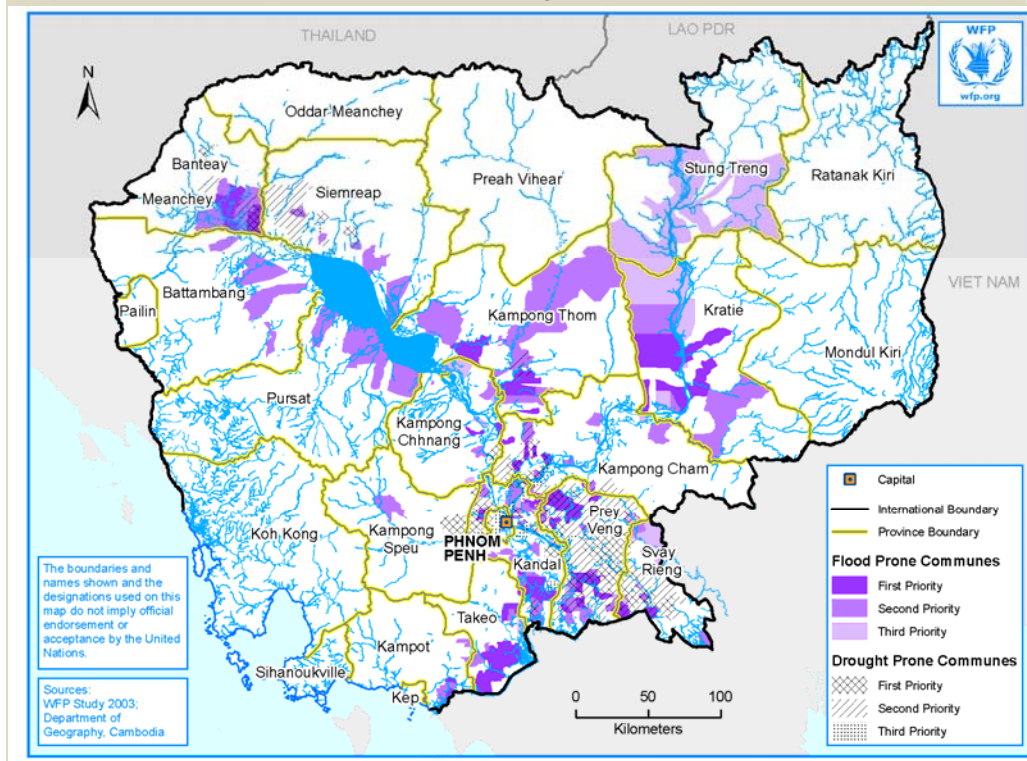 THAILAND
LAO PDR
WFP
wfp.org
N
Oddar Meanchey
Banteay
Meanchey
Siemreap
Preah Vihear
Stung Treng
Ratanak Kiri
VIET NAM
Battambang
Pailin
Kampong Thom
Kratie
Mondul Kiri
Pursat
Kampong
Chhnang
Kampong Cham
Koh Kong
Kampong
Speu
PHNOM
PENH
Prey
Veng
Kandal
Svay
Rieng
Takeo
Kampot
Sihanoukville
Kep
The boundaries and
names shown and the
designations used on this
map do not imply official
endorsement or
acceptance by the United
Nations.
Sources:
WFP Study 2003;
Department of
Geography, Cambodia
0 50 100
Kilometers
Capital
International Boundary
Province Boundary
Flood Prone Communes
First Priority
Second Priority
Third Priority
Drought Prone Communes
First Priority
Second Priority
Third Priority